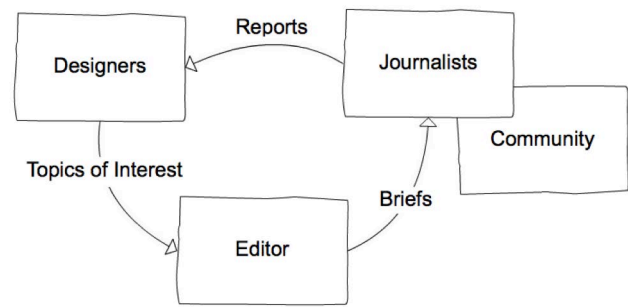 Reports
Designers
Journalists
Community
Topics of Interest
Briefs
Editor